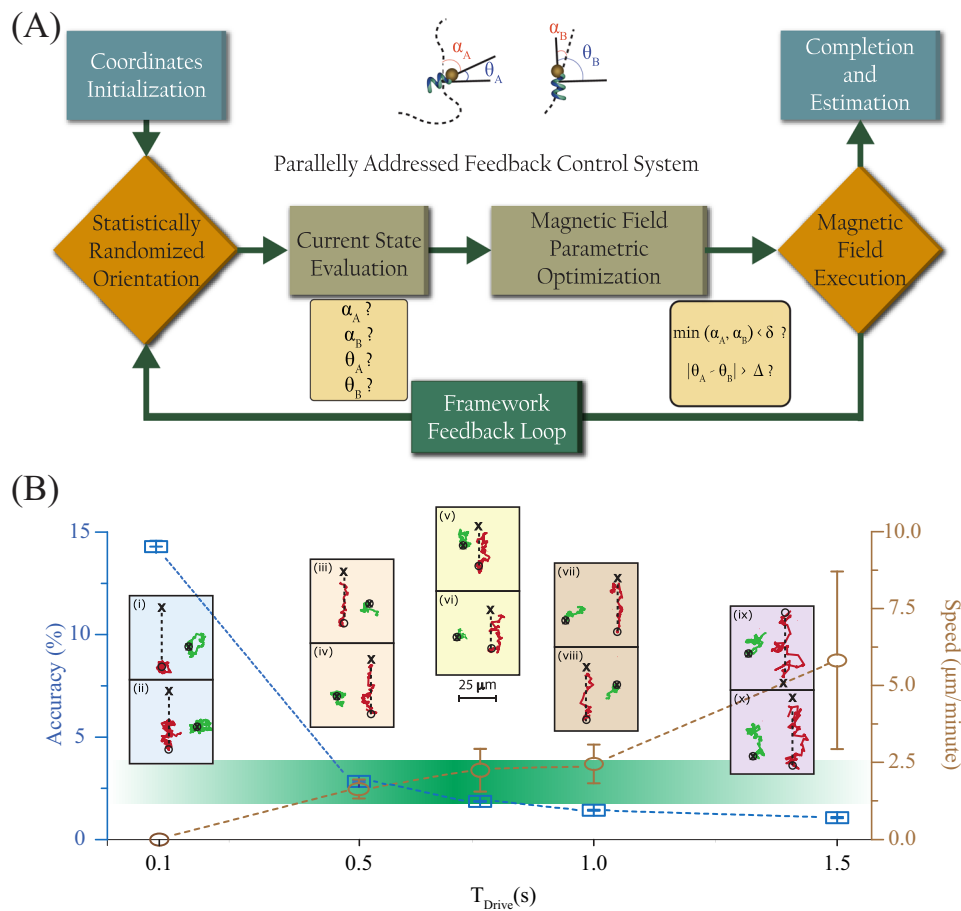 (A)
Coordinates
Initialization
α_A
θ_A
α_B
θ_B
Completion
and
Estimation
Parallelly Addressed Feedback Control System
Statistically
Randomized
Orientation
Current State
Evaluation
Magnetic Field
Parametric
Optimization
Magnetic
Field
Execution
α_A ?
α_B ?
θ_A ?
θ_B ?
min (α_A, α_B) < δ ?
|θ_A - θ_B| > Δ ?
Framework
Feedback Loop
(B)
Accuracy (%)
15
10
5
0
(i)
x
(ii)
x
(iii)
x
(iv)
x
(v)
x
(vi)
x
25 μm
(vii)
x
(viii)
x
(ix)
x
(x)
x
10.0
7.5
5.0
2.5
0.0
Speed (μm/minute)
0.1
0.5
1.0
1.5
T_Drive(s)